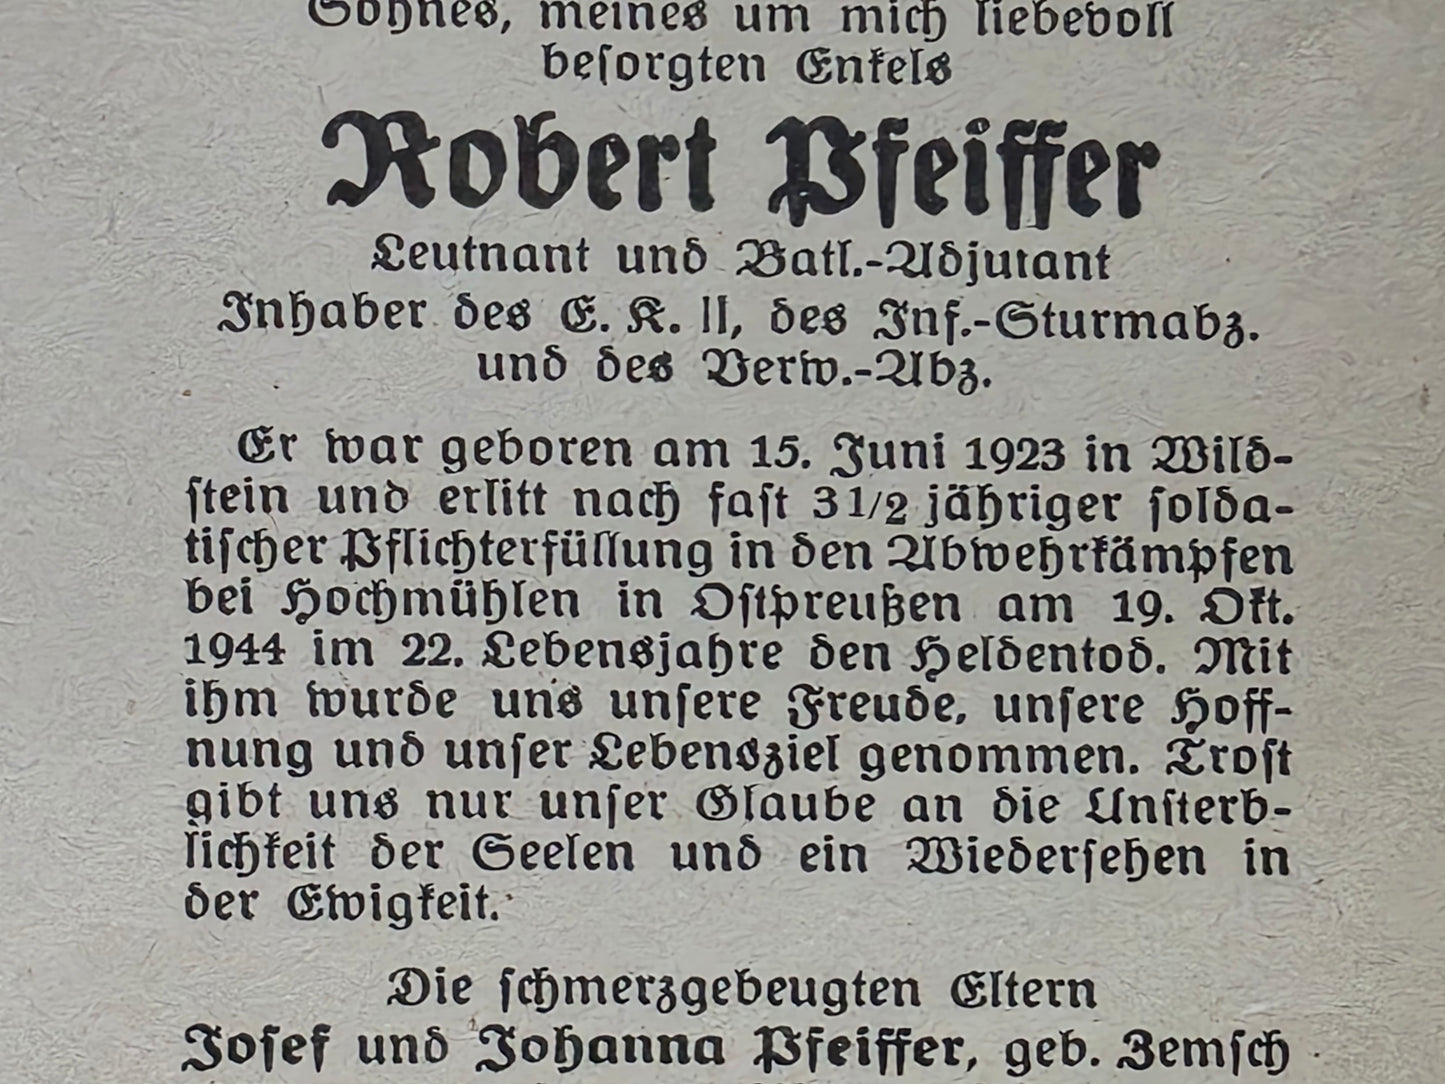 Sohnes, meines um mich liebevoll
besorgten Enkels
Robert Pfeiffer
Leutnant und Batl.-Adjutant
Inhaber des E. K. II, des Inf.-Sturmabz.
und des Verw.-Abz.
Er war geboren am 15. Juni 1923 in Wild-
stein und erlitt nach fast 3 1/2 jähriger solda-
tischer Pflichterfüllung in den Abwehrkämpfen
bei Hochmühlen in Ostpreußen am 19. Okt.
1944 im 22. Lebensjahre den Heldentod. Mit
ihm wurde uns unsere Freude, unsere Hoff-
nung und unser Lebensziel genommen. Trost
gibt uns nur unser Glaube an die Unsterb-
lichkeit der Seelen und ein Wiedersehen in
der Ewigkeit.
Die schmerzgebeugten Eltern
Josef und Johanna Pfeiffer, geb. Zemsch